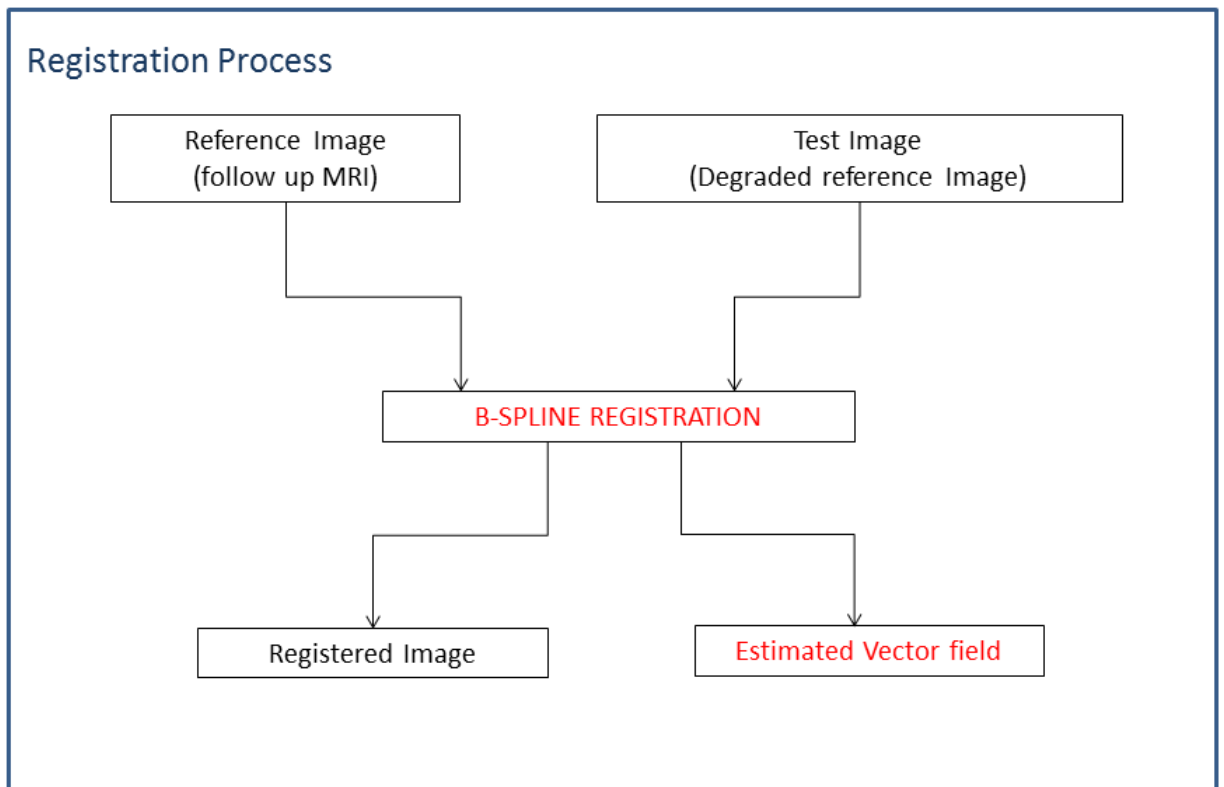 Registration Process
Reference Image
(follow up MRI)
Test Image
(Degraded reference Image)
B-SPLINE REGISTRATION
Registered Image
Estimated Vector field